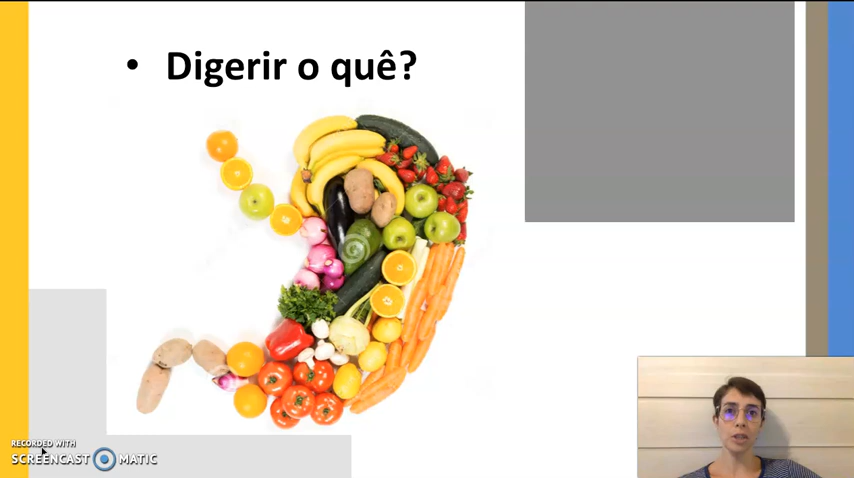 • Digerir o quê?
RECORDED WITH
SCREENCAST MATIC